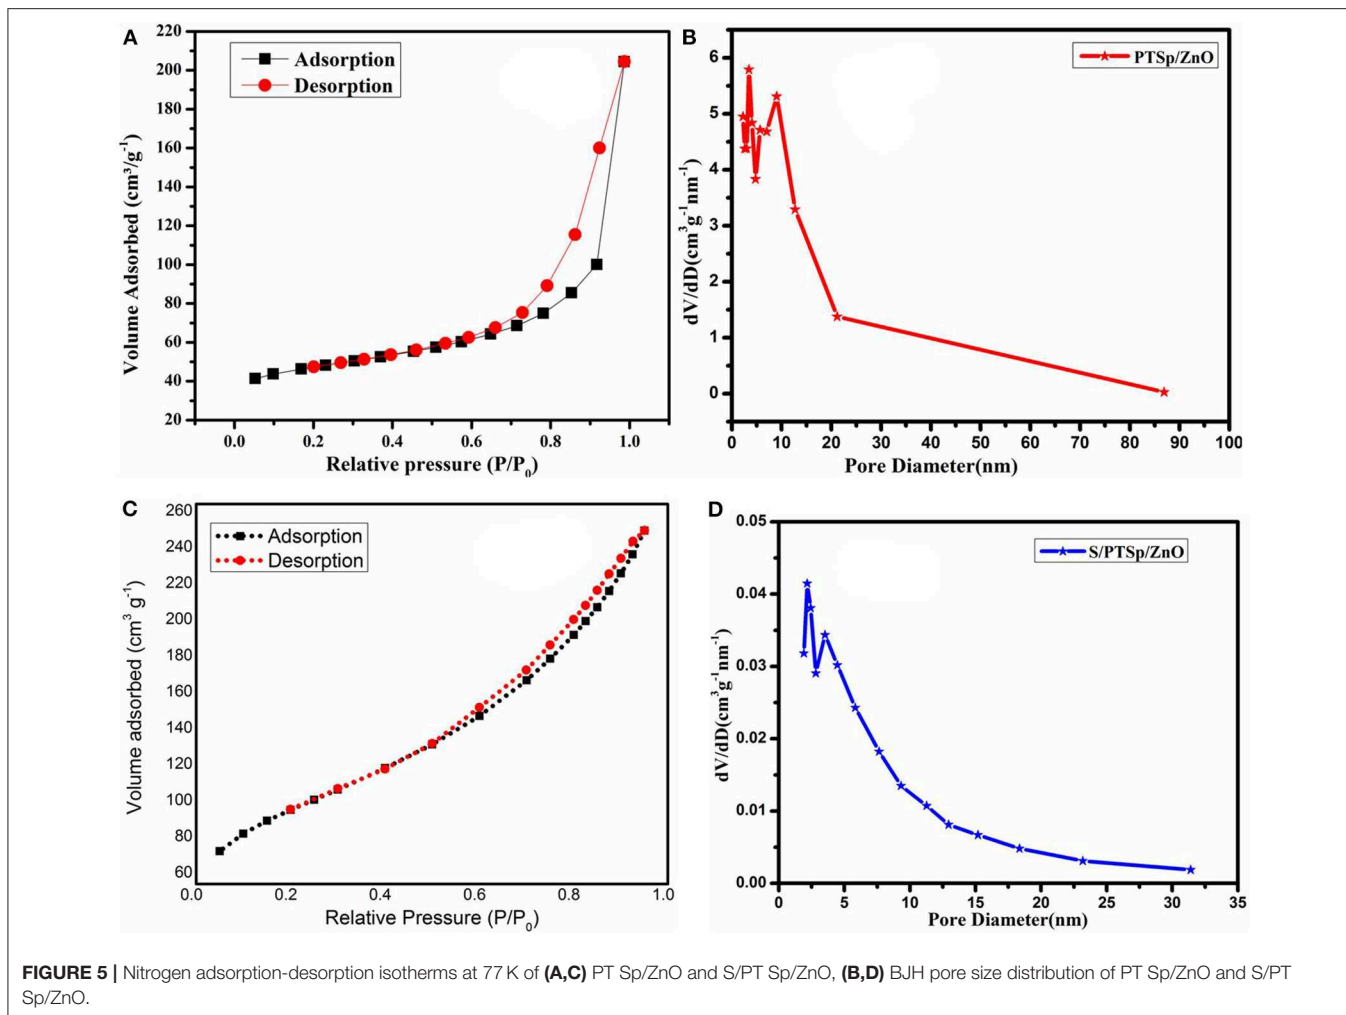 A
220
200
180
160
140
120
100
80
60
40
20
Volume Adsorbed (cm³/g⁻¹)
Adsorption
Desorption
0.0 0.2 0.4 0.6 0.8 1.0
Relative pressure (P/P₀)
B
6
5
4
3
2
1
0
dV/dD(cm³g⁻¹nm⁻¹)
PTSp/ZnO
0 10 20 30 40 50 60 70 80 90 100
Pore Diameter(nm)
C
260
240
220
200
180
160
140
120
100
80
60
Volume adsorbed (cm³ g⁻¹)
Adsorption
Desorption
0.0 0.2 0.4 0.6 0.8 1.0
Relative Pressure (P/P₀)
D
0.05
0.04
0.03
0.02
0.01
0.00
dV/dD(cm³g⁻¹nm⁻¹)
S/PTSp/ZnO
0 5 10 15 20 25 30 35
Pore Diameter(nm)
FIGURE 5 | Nitrogen adsorption-desorption isotherms at 77 K of (A,C) PT Sp/ZnO and S/PT Sp/ZnO, (B,D) BJH pore size distribution of PT Sp/ZnO and S/PT
Sp/ZnO.